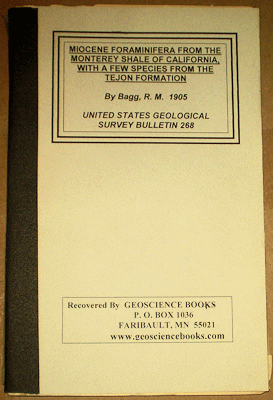 MIOCENE FORAMINIFERA FROM THE
MONTEREY SHALE OF CALIFORNIA,
WITH A FEW SPECIES FROM THE
TEJON FORMATION
By Bagg, R. M. 1905
UNITED STATES GEOLOGICAL
SURVEY BULLETIN 268
Recovered By GEOSCIENCE BOOKS
P. O. BOX 1036
FARIBAULT, MN 55021
www.geosciencebooks.com